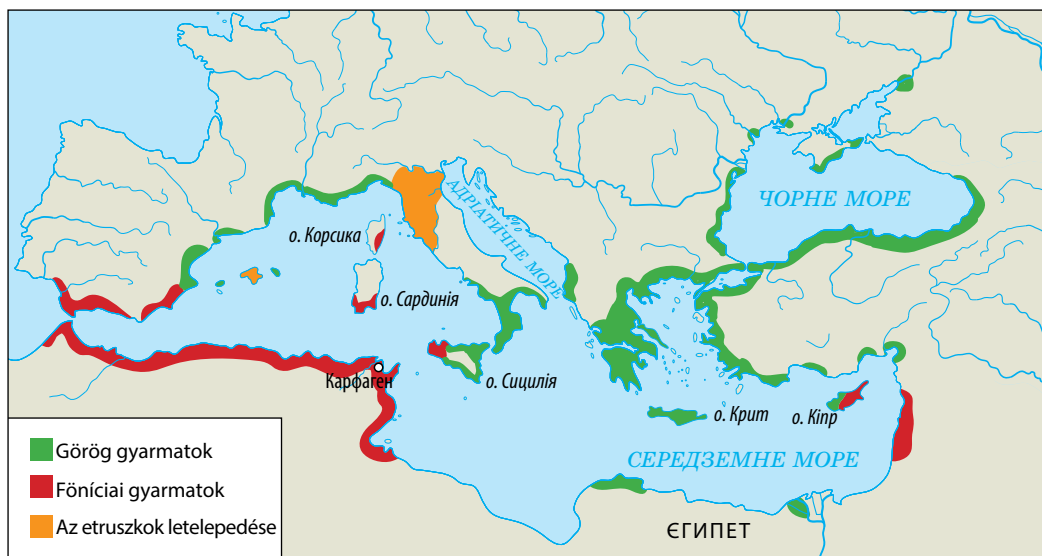 ЧОРНЕ МОРЕ
АДРІАТИЧНЕ МОРЕ
о. Корсика
о. Сардинія
Карфаген
о. Сицилія
о. Крит
о. Кіпр
СЕРЕДЗЕМНЕ МОРЕ
ЄГИПЕТ
Görög gyarmatok
Föníciai gyarmatok
Az etruszkok letelepedése